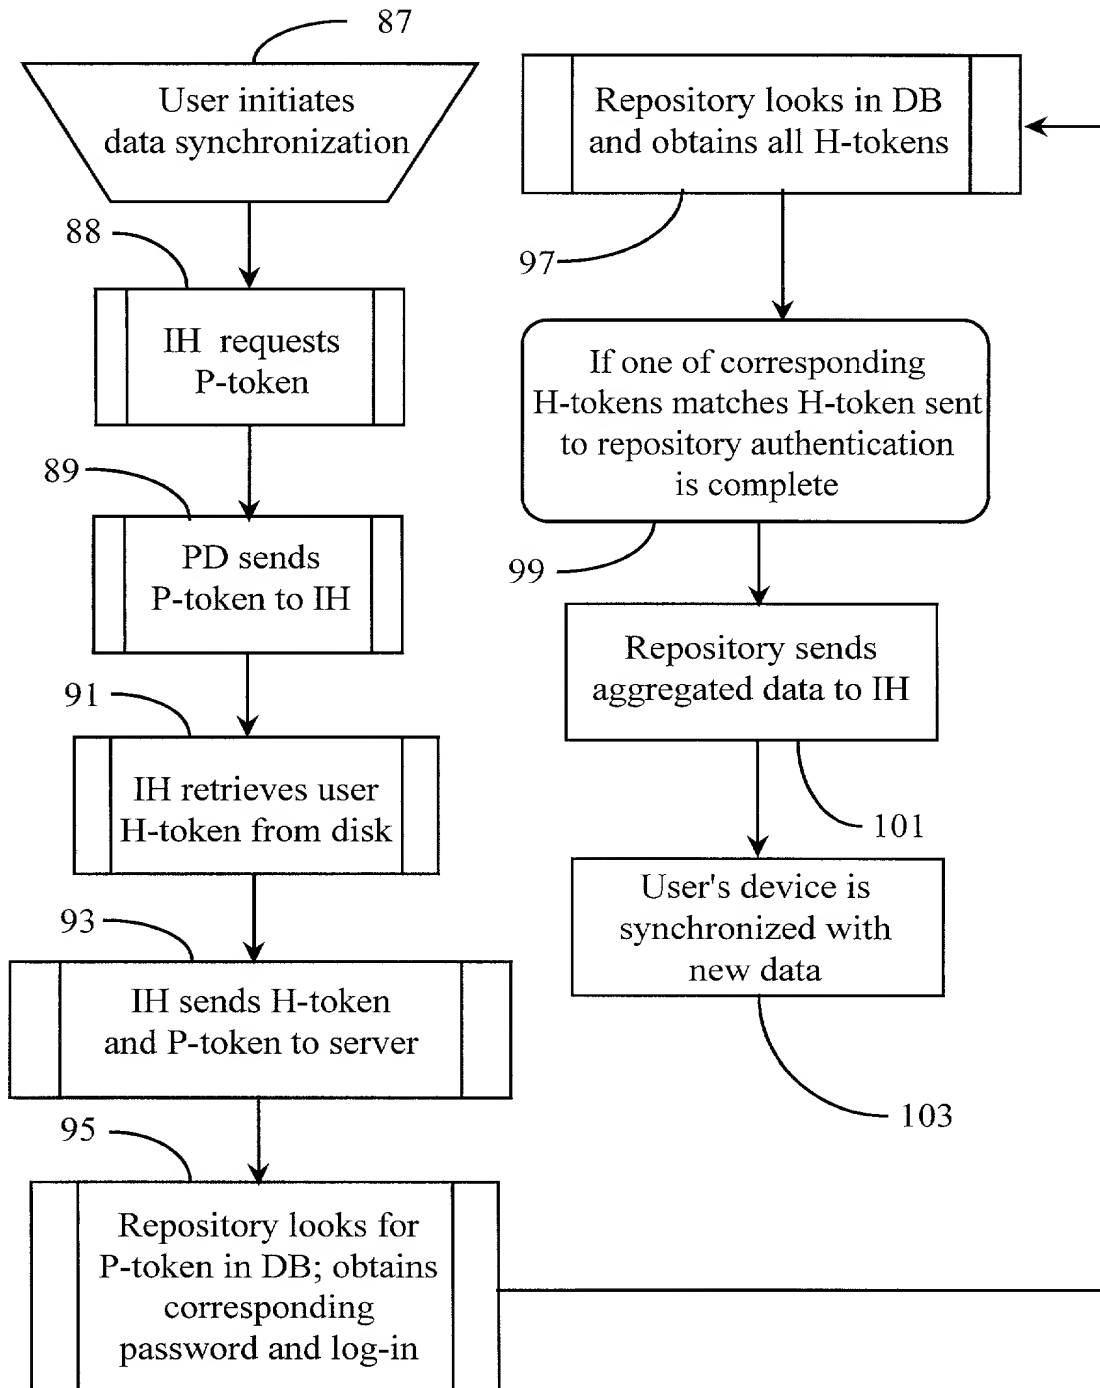 87
User initiates
data synchronization
88
IH requests
P-token
89
PD sends
P-token to IH
91
IH retrieves user
H-token from disk
93
IH sends H-token
and P-token to server
95
Repository looks for
P-token in DB; obtains
corresponding
password and log-in
Repository looks in DB
and obtains all H-tokens
97
If one of corresponding
H-tokens matches H-token sent
to repository authentication
is complete
99
Repository sends
aggregated data to IH
101
User's device is
synchronized with
new data
103